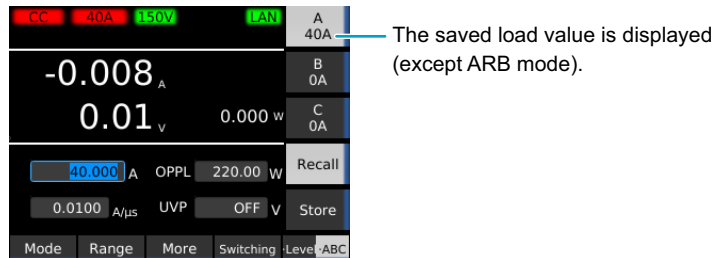 CC 40A 150V LAN
A
40A
The saved load value is displayed
(except ARB mode).
-0.008 A
B
0A
0.01 V 0.000 W
C
0A
40.000 A OPPL 220.00 W
Recall
0.0100 A/μs UVP OFF V
Store
Mode Range More Switching ·Level ·ABC